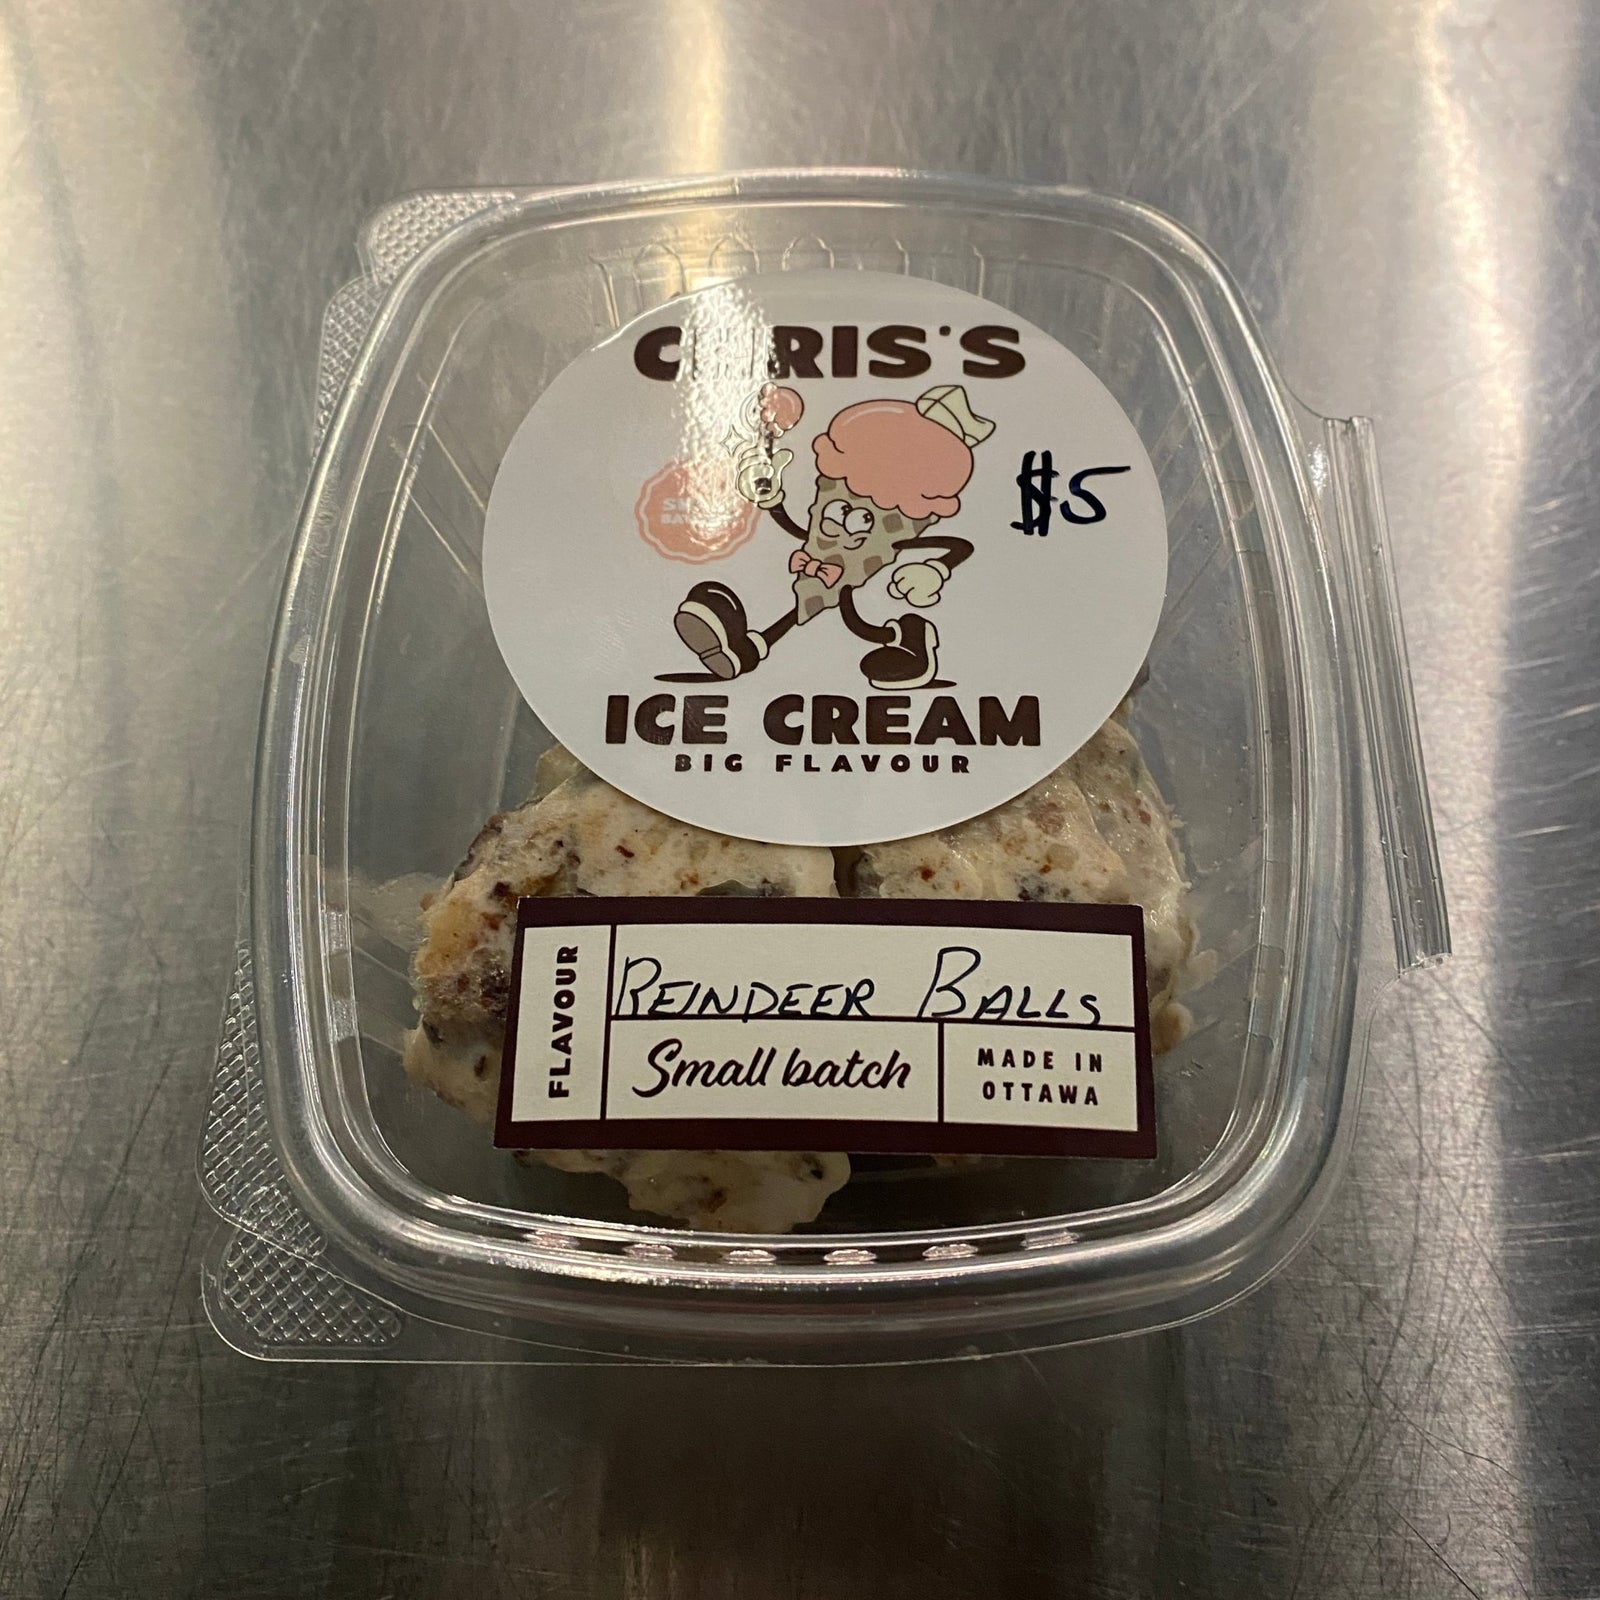 CHRIS'S
$5
ICE CREAM
BIG FLAVOUR
FLAVOUR
REINDEER BALLS
Small batch
MADE IN
OTTAWA